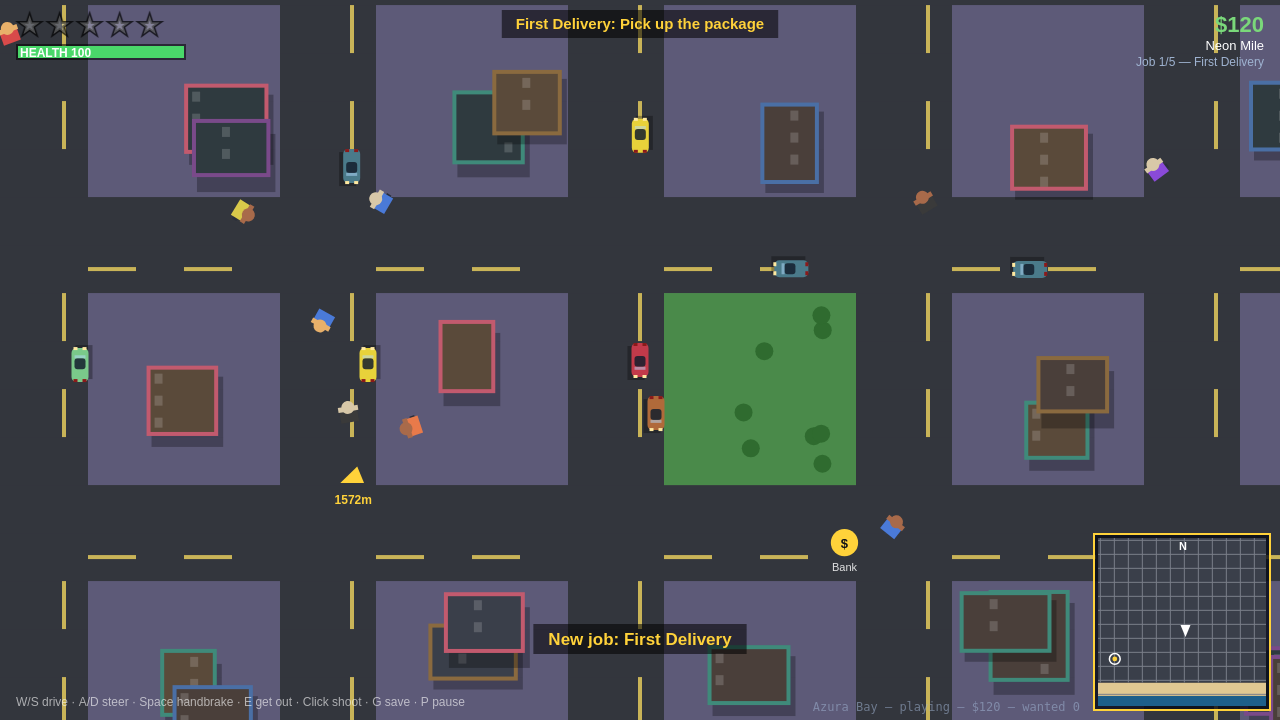 First Delivery: Pick up the package
$120
HEALTH 100
Neon Mile
Job 1/5 — First Delivery
1572m
$
Bank
N
New job: First Delivery
W/S drive · A/D steer · Space handbrake · E get out · Click shoot · G save · P pause
Azura Bay — playing — $120 — wanted 0